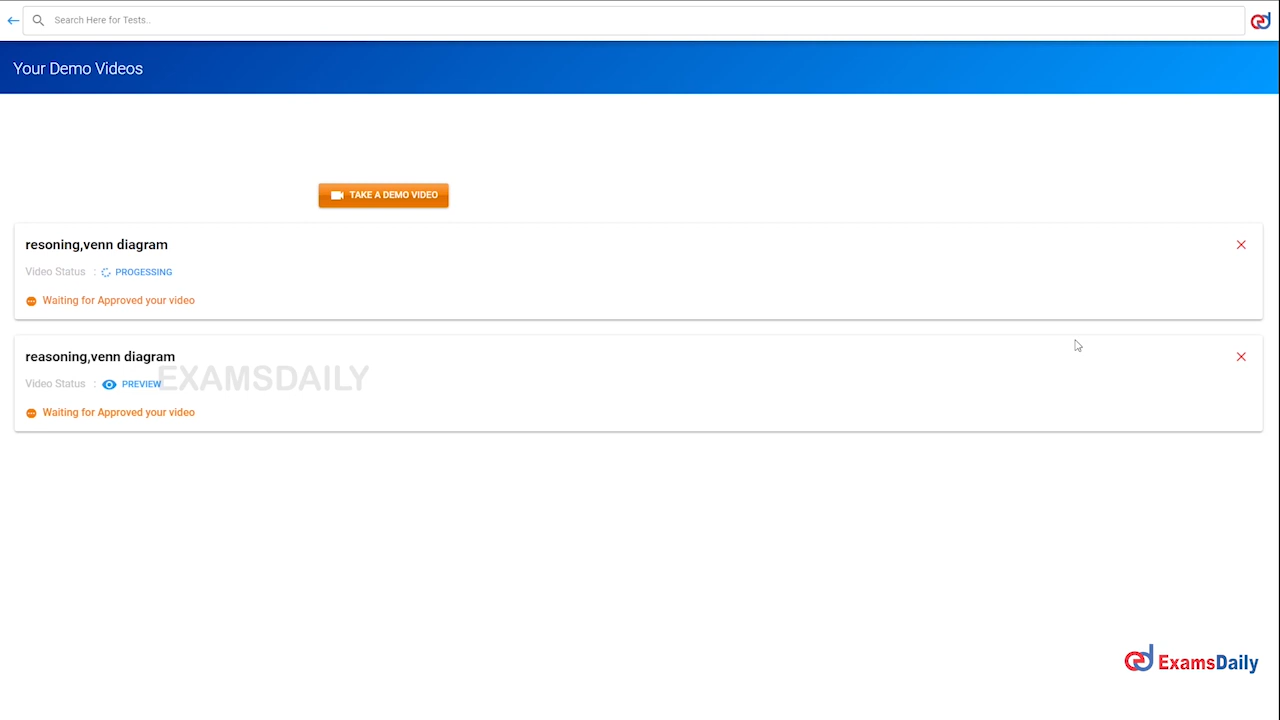 Search Here for Tests..
Your Demo Videos
TAKE A DEMO VIDEO
resoning,venn diagram
Video Status : PROGESSING
Waiting for Approved your video
reasoning,venn diagram
Video Status : PREVIEW
EXAMSDAILY
Waiting for Approved your video
ExamsDaily